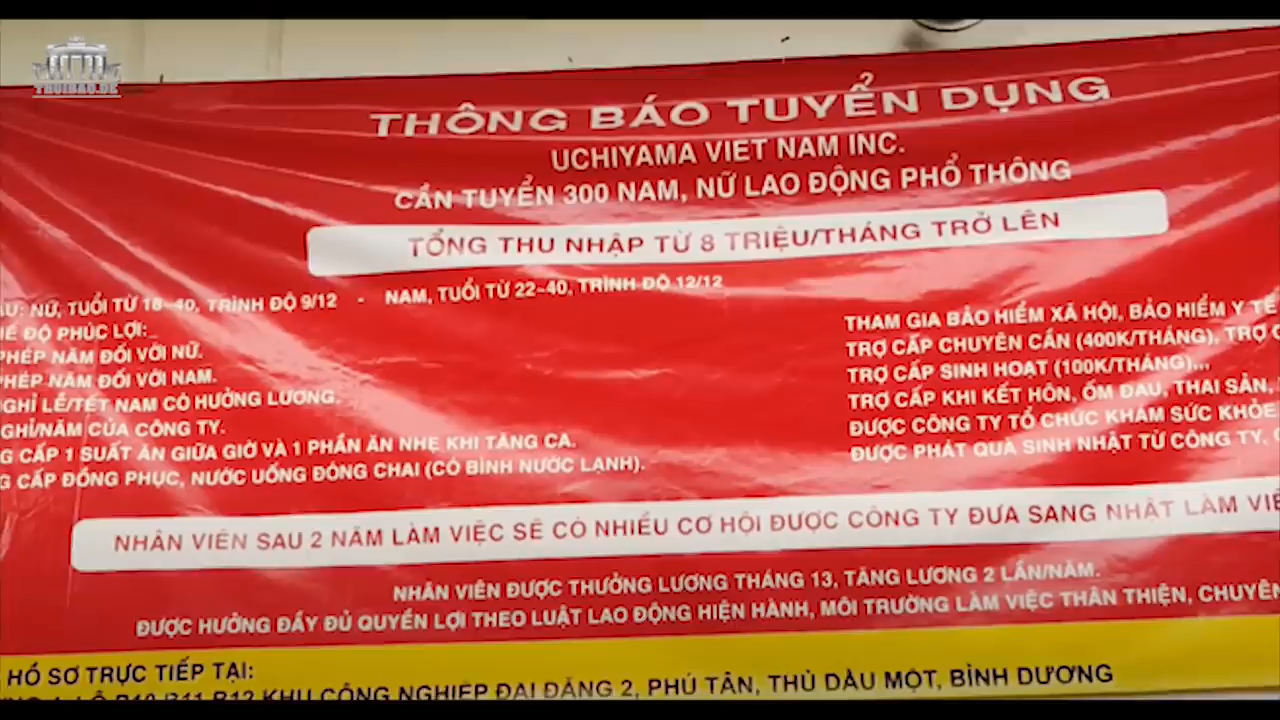 THOIBAO.DE
THÔNG BÁO TUYỂN DỤNG
UCHIYAMA VIET NAM INC.
CẦN TUYỂN 300 NAM, NỮ LAO ĐỘNG PHỔ THÔNG
TỔNG THU NHẬP TỪ 8 TRIỆU/THÁNG TRỞ LÊN
NỮ, TUỔI TỪ 18-40, TRÌNH ĐỘ 9/12 - NAM, TUỔI TỪ 22-40, TRÌNH ĐỘ 12/12
ĐỘ PHÚC LỢI:
PHÉP NĂM ĐỐI VỚI NỮ.
PHÉP NĂM ĐỐI VỚI NAM.
NGHỈ LỄ/TẾT NAM CÓ HƯỞNG LƯƠNG.
NGHỈ/NĂM CỦA CÔNG TY.
CẤP 1 SUẤT ĂN GIỮA GIỜ VÀ 1 PHẦN ĂN NHẸ KHI TĂNG CA.
CẤP ĐỒNG PHỤC, NƯỚC UỐNG ĐÓNG CHAI (CÓ BÌNH NƯỚC LẠNH).
THAM GIA BẢO HIỂM XÃ HỘI, BẢO HIỂM Y TẾ
TRỢ CẤP CHUYÊN CẦN (400K/THÁNG), TRỢ
TRỢ CẤP SINH HOẠT (100K/THÁNG)...
TRỢ CẤP KHI KẾT HÔN, ỐM ĐAU, THAI SẢN,
ĐƯỢC CÔNG TY TỔ CHỨC KHÁM SỨC KHỎE
ĐƯỢC PHÁT QUÀ SINH NHẬT TỪ CÔNG TY,
NHÂN VIÊN SAU 2 NĂM LÀM VIỆC SẼ CÓ NHIỀU CƠ HỘI ĐƯỢC CÔNG TY ĐƯA SANG NHẬT LÀM VIỆ
NHÂN VIÊN ĐƯỢC THƯỞNG LƯƠNG THÁNG 13, TĂNG LƯƠNG 2 LẦN/NĂM.
ĐƯỢC HƯỞNG ĐẦY ĐỦ QUYỀN LỢI THEO LUẬT LAO ĐỘNG HIỆN HÀNH, MÔI TRƯỜNG LÀM VIỆC THÂN THIỆN, CHUYÊN
HỒ SƠ TRỰC TIẾP TẠI:
LÔ B10 B11 B12 KHU CÔNG NGHIỆP ĐẠI ĐĂNG 2, PHÚ TÂN, THỦ DẦU MỘT, BÌNH DƯƠNG